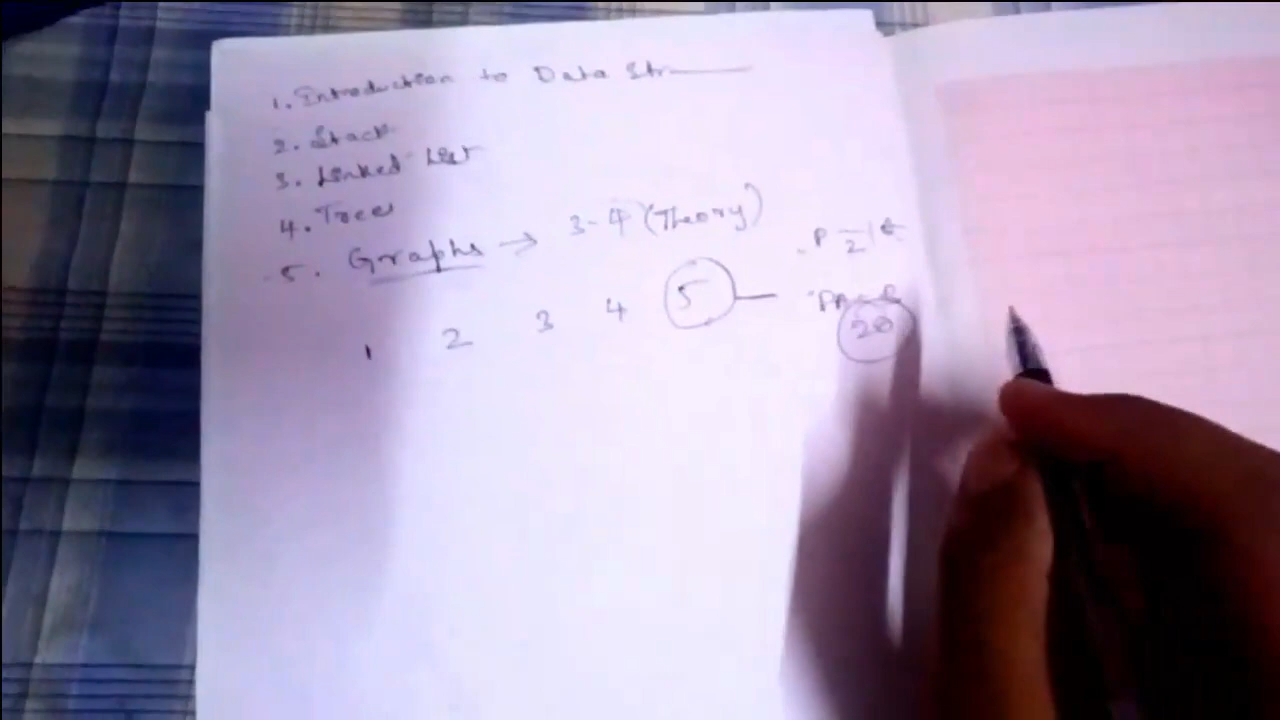 1. Introduction to Data Str
2. Stack
3. Linked List
4. Trees
5. Graphs → 3-4 (Theory)
1 2 3 4 5
20